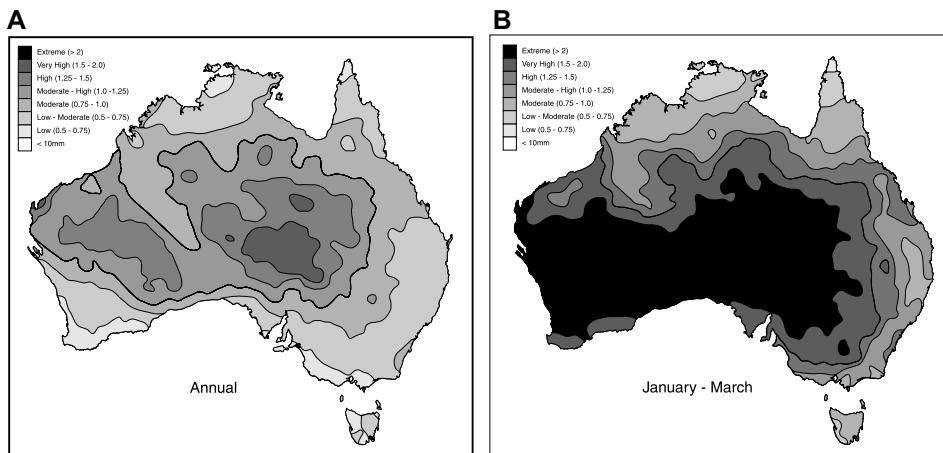 A
Extreme (> 2)
Very High (1.5 - 2.0)
High (1.25 - 1.5)
Moderate - High (1.0 -1.25)
Moderate (0.75 - 1.0)
Low - Moderate (0.5 - 0.75)
Low (0.5 - 0.75)
< 10mm
Annual
B
Extreme (> 2)
Very High (1.5 - 2.0)
High (1.25 - 1.5)
Moderate - High (1.0 -1.25)
Moderate (0.75 - 1.0)
Low - Moderate (0.5 - 0.75)
Low (0.5 - 0.75)
< 10mm
January - March